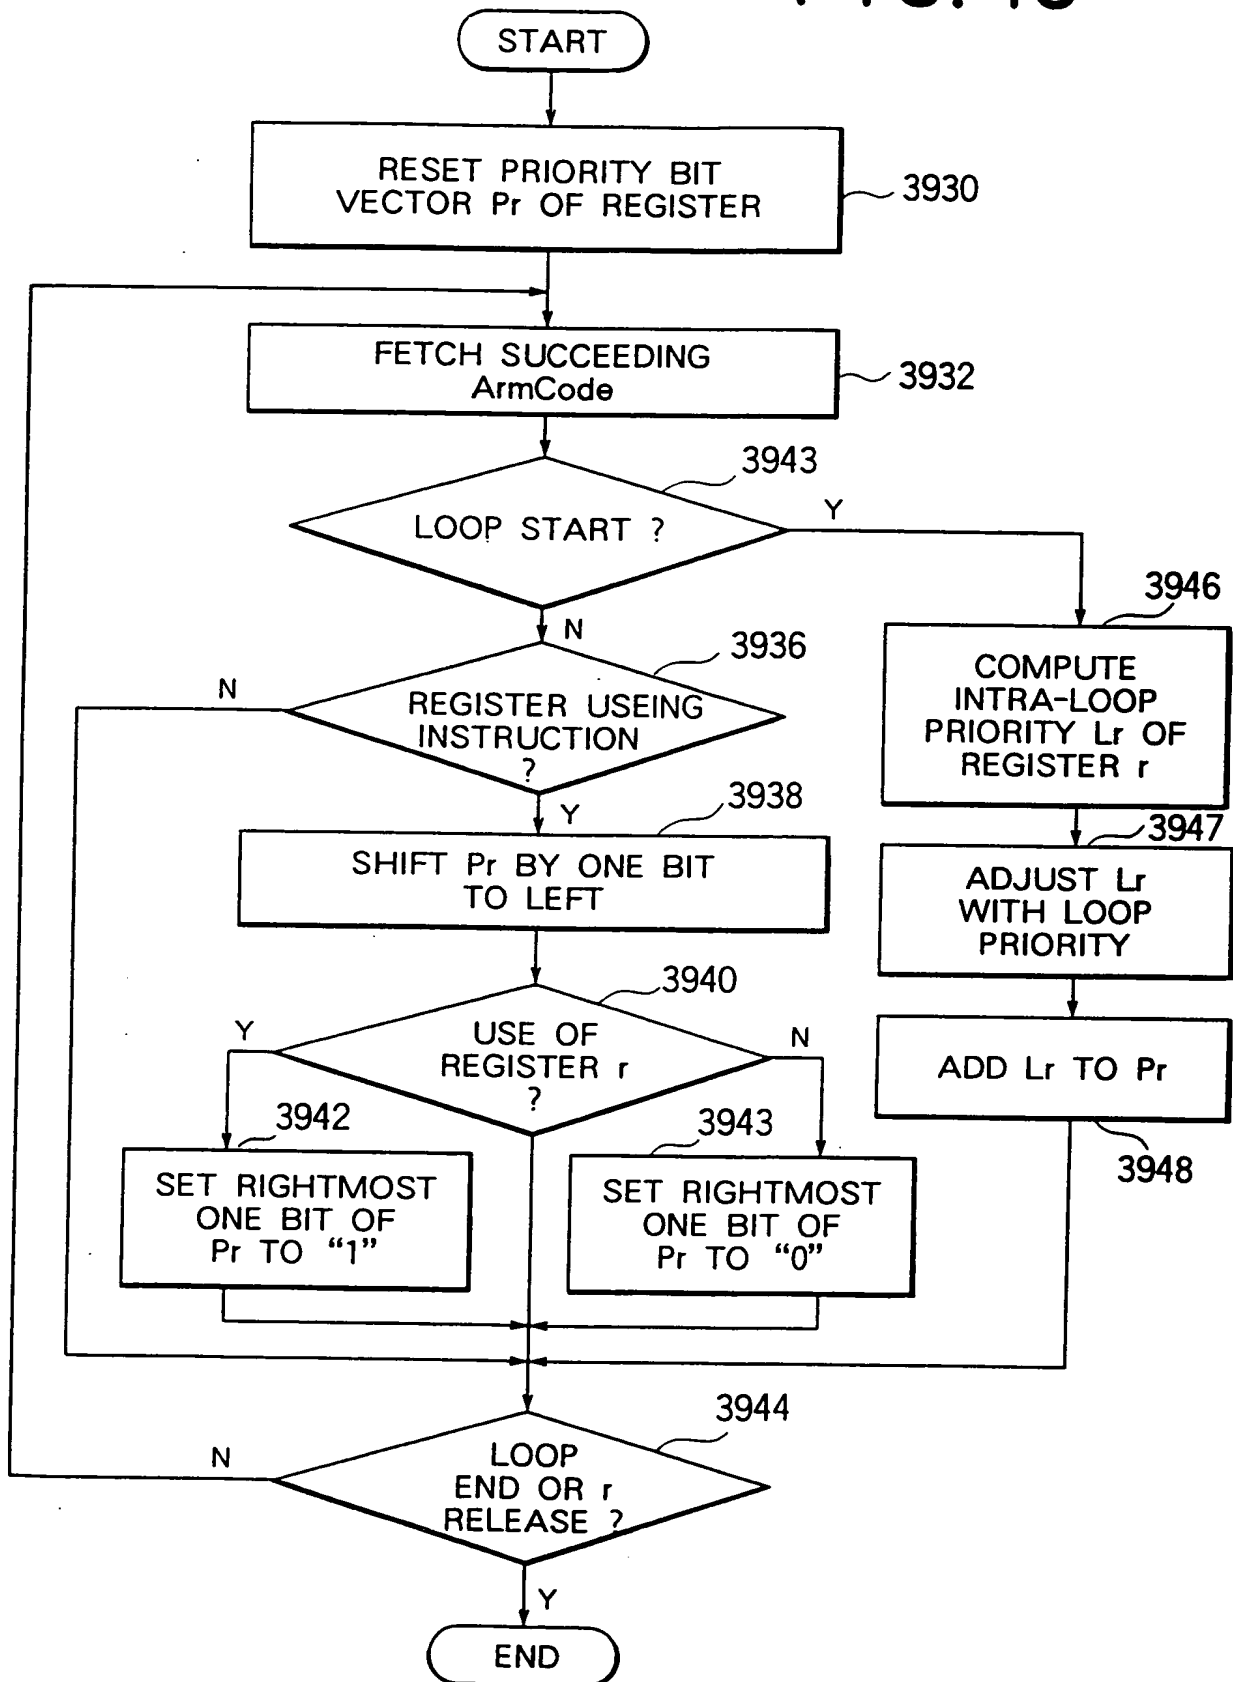 START
RESET PRIORITY BIT
VECTOR Pr OF REGISTER
3930
FETCH SUCCEEDING
ArmCode
3932
3943
LOOP START ?
Y
N
3946
COMPUTE
INTRA-LOOP
PRIORITY Lr OF
REGISTER r
3936
N
REGISTER USEING
INSTRUCTION
?
Y
3938
SHIFT Pr BY ONE BIT
TO LEFT
3947
ADJUST Lr
WITH LOOP
PRIORITY
3940
Y
USE OF
REGISTER r
?
N
ADD Lr TO Pr
3948
3942
SET RIGHTMOST
ONE BIT OF
Pr TO “1”
3943
SET RIGHTMOST
ONE BIT OF
Pr TO “0”
3944
N
LOOP
END OR r
RELEASE ?
Y
END